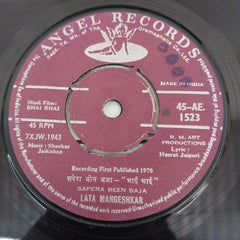 ANGEL RECORDS
Hindi Film:
BHAI BHAI
MADE IN INDIA
45 RPM
7XJW.1943
Music: Shankar
Jaikishan
45-AE.
1523
R. M. ART
PRODUCTIONS
Lyric:
Hasrat Jaipuri
Recording First Published 1970
सपेरा बीन बजा - "भाई भाई"
SAPERA BEEN BAJA
LATA MANGESHKAR